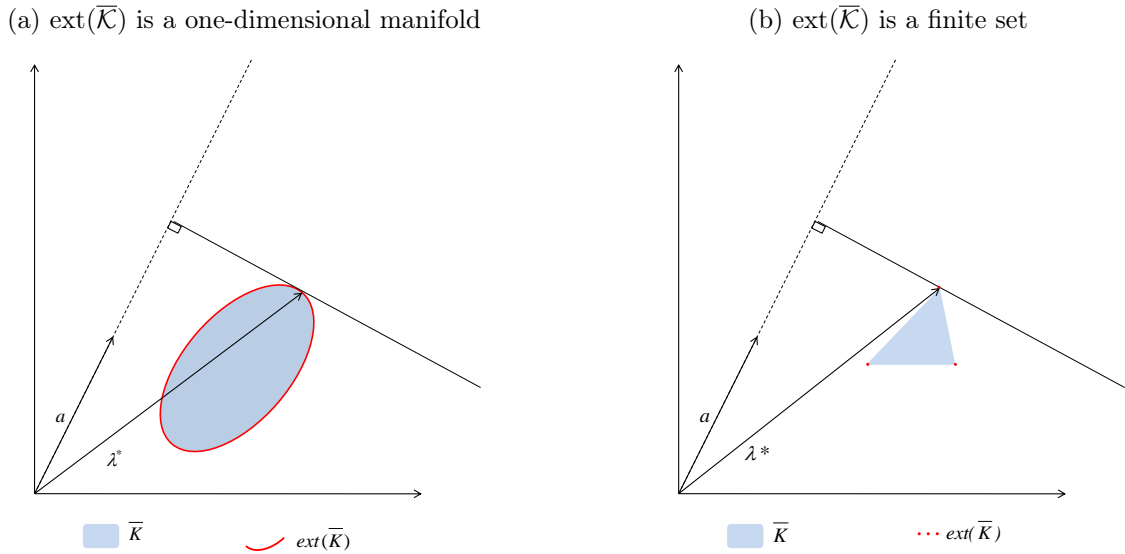 (a) ext(K̅) is a one-dimensional manifold
(b) ext(K̅) is a finite set
a
λ*
a
λ*
K̅
ext(K̅)
K̅
ext(K̅)